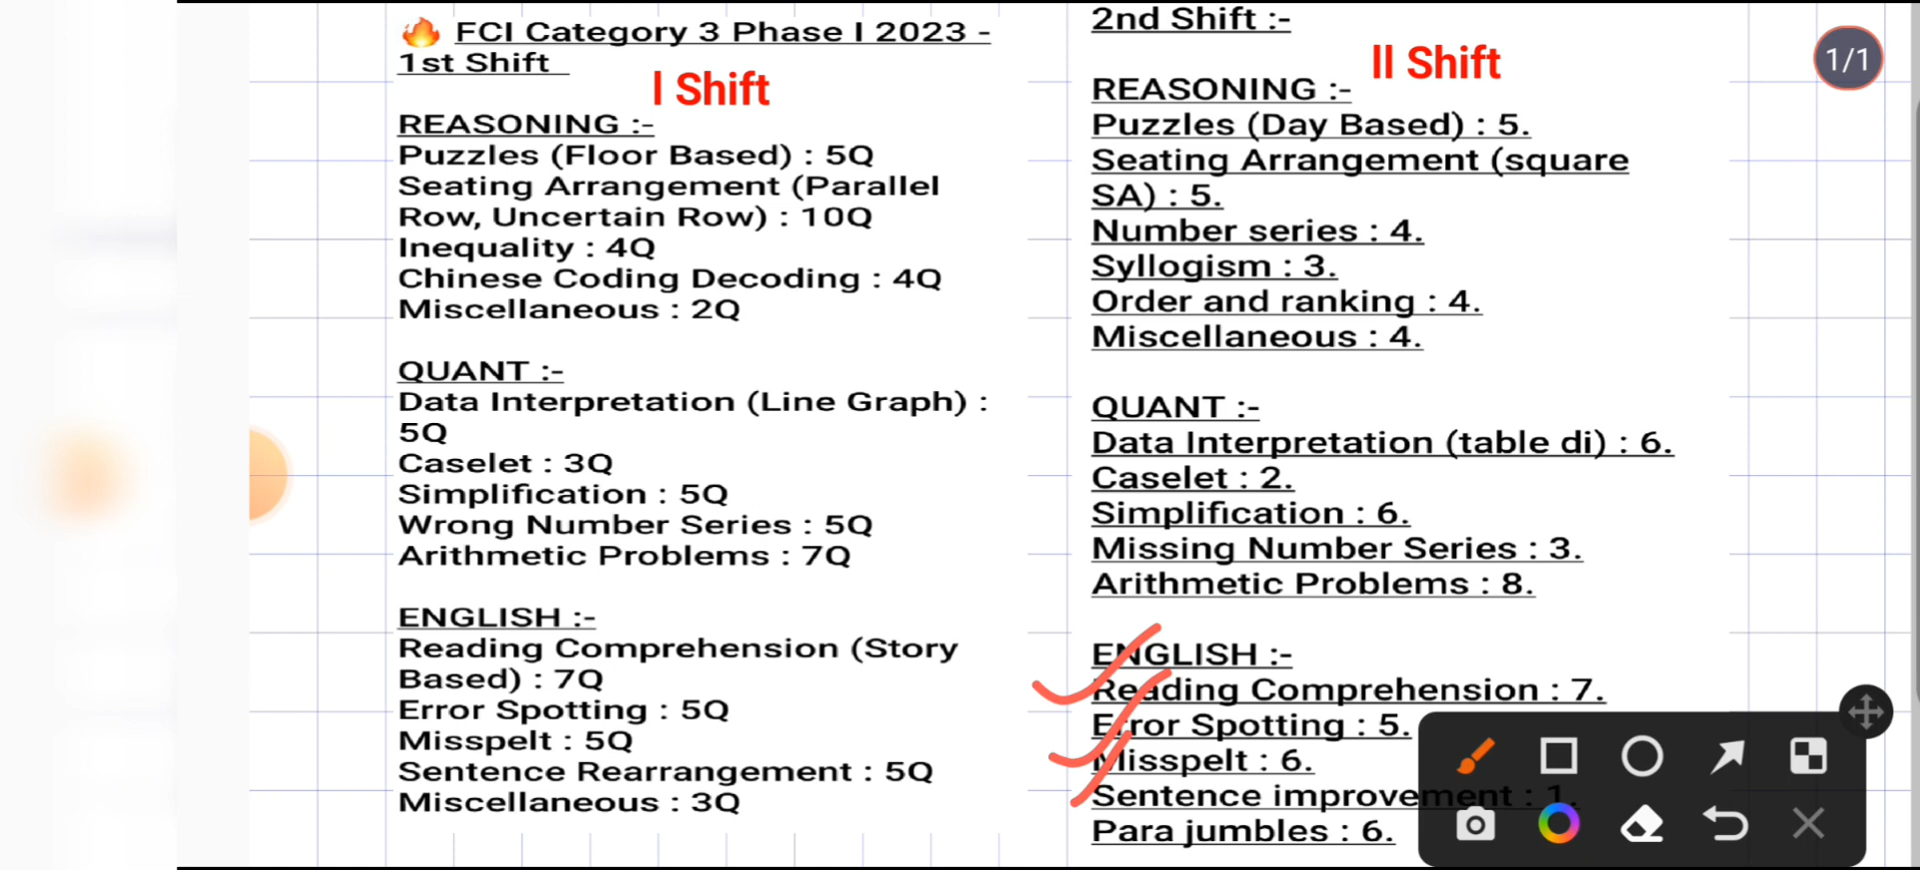 🔥 FCI Category 3 Phase I 2023 -
1st Shift
I Shift
REASONING :-
Puzzles (Floor Based) : 5Q
Seating Arrangement (Parallel
Row, Uncertain Row) : 10Q
Inequality : 4Q
Chinese Coding Decoding : 4Q
Miscellaneous : 2Q
QUANT :-
Data Interpretation (Line Graph) :
5Q
Caselet : 3Q
Simplification : 5Q
Wrong Number Series : 5Q
Arithmetic Problems : 7Q
ENGLISH :-
Reading Comprehension (Story
Based) : 7Q
Error Spotting : 5Q
Misspelt : 5Q
Sentence Rearrangement : 5Q
Miscellaneous : 3Q
2nd Shift :-
II Shift
REASONING :-
Puzzles (Day Based) : 5.
Seating Arrangement (square
SA) : 5.
Number series : 4.
Syllogism : 3.
Order and ranking : 4.
Miscellaneous : 4.
QUANT :-
Data Interpretation (table di) : 6.
Caselet : 2.
Simplification : 6.
Missing Number Series : 3.
Arithmetic Problems : 8.
ENGLISH :-
Reading Comprehension : 7.
Error Spotting : 5.
Misspelt : 6.
Sentence improvement : 1.
Para jumbles : 6.
1/1